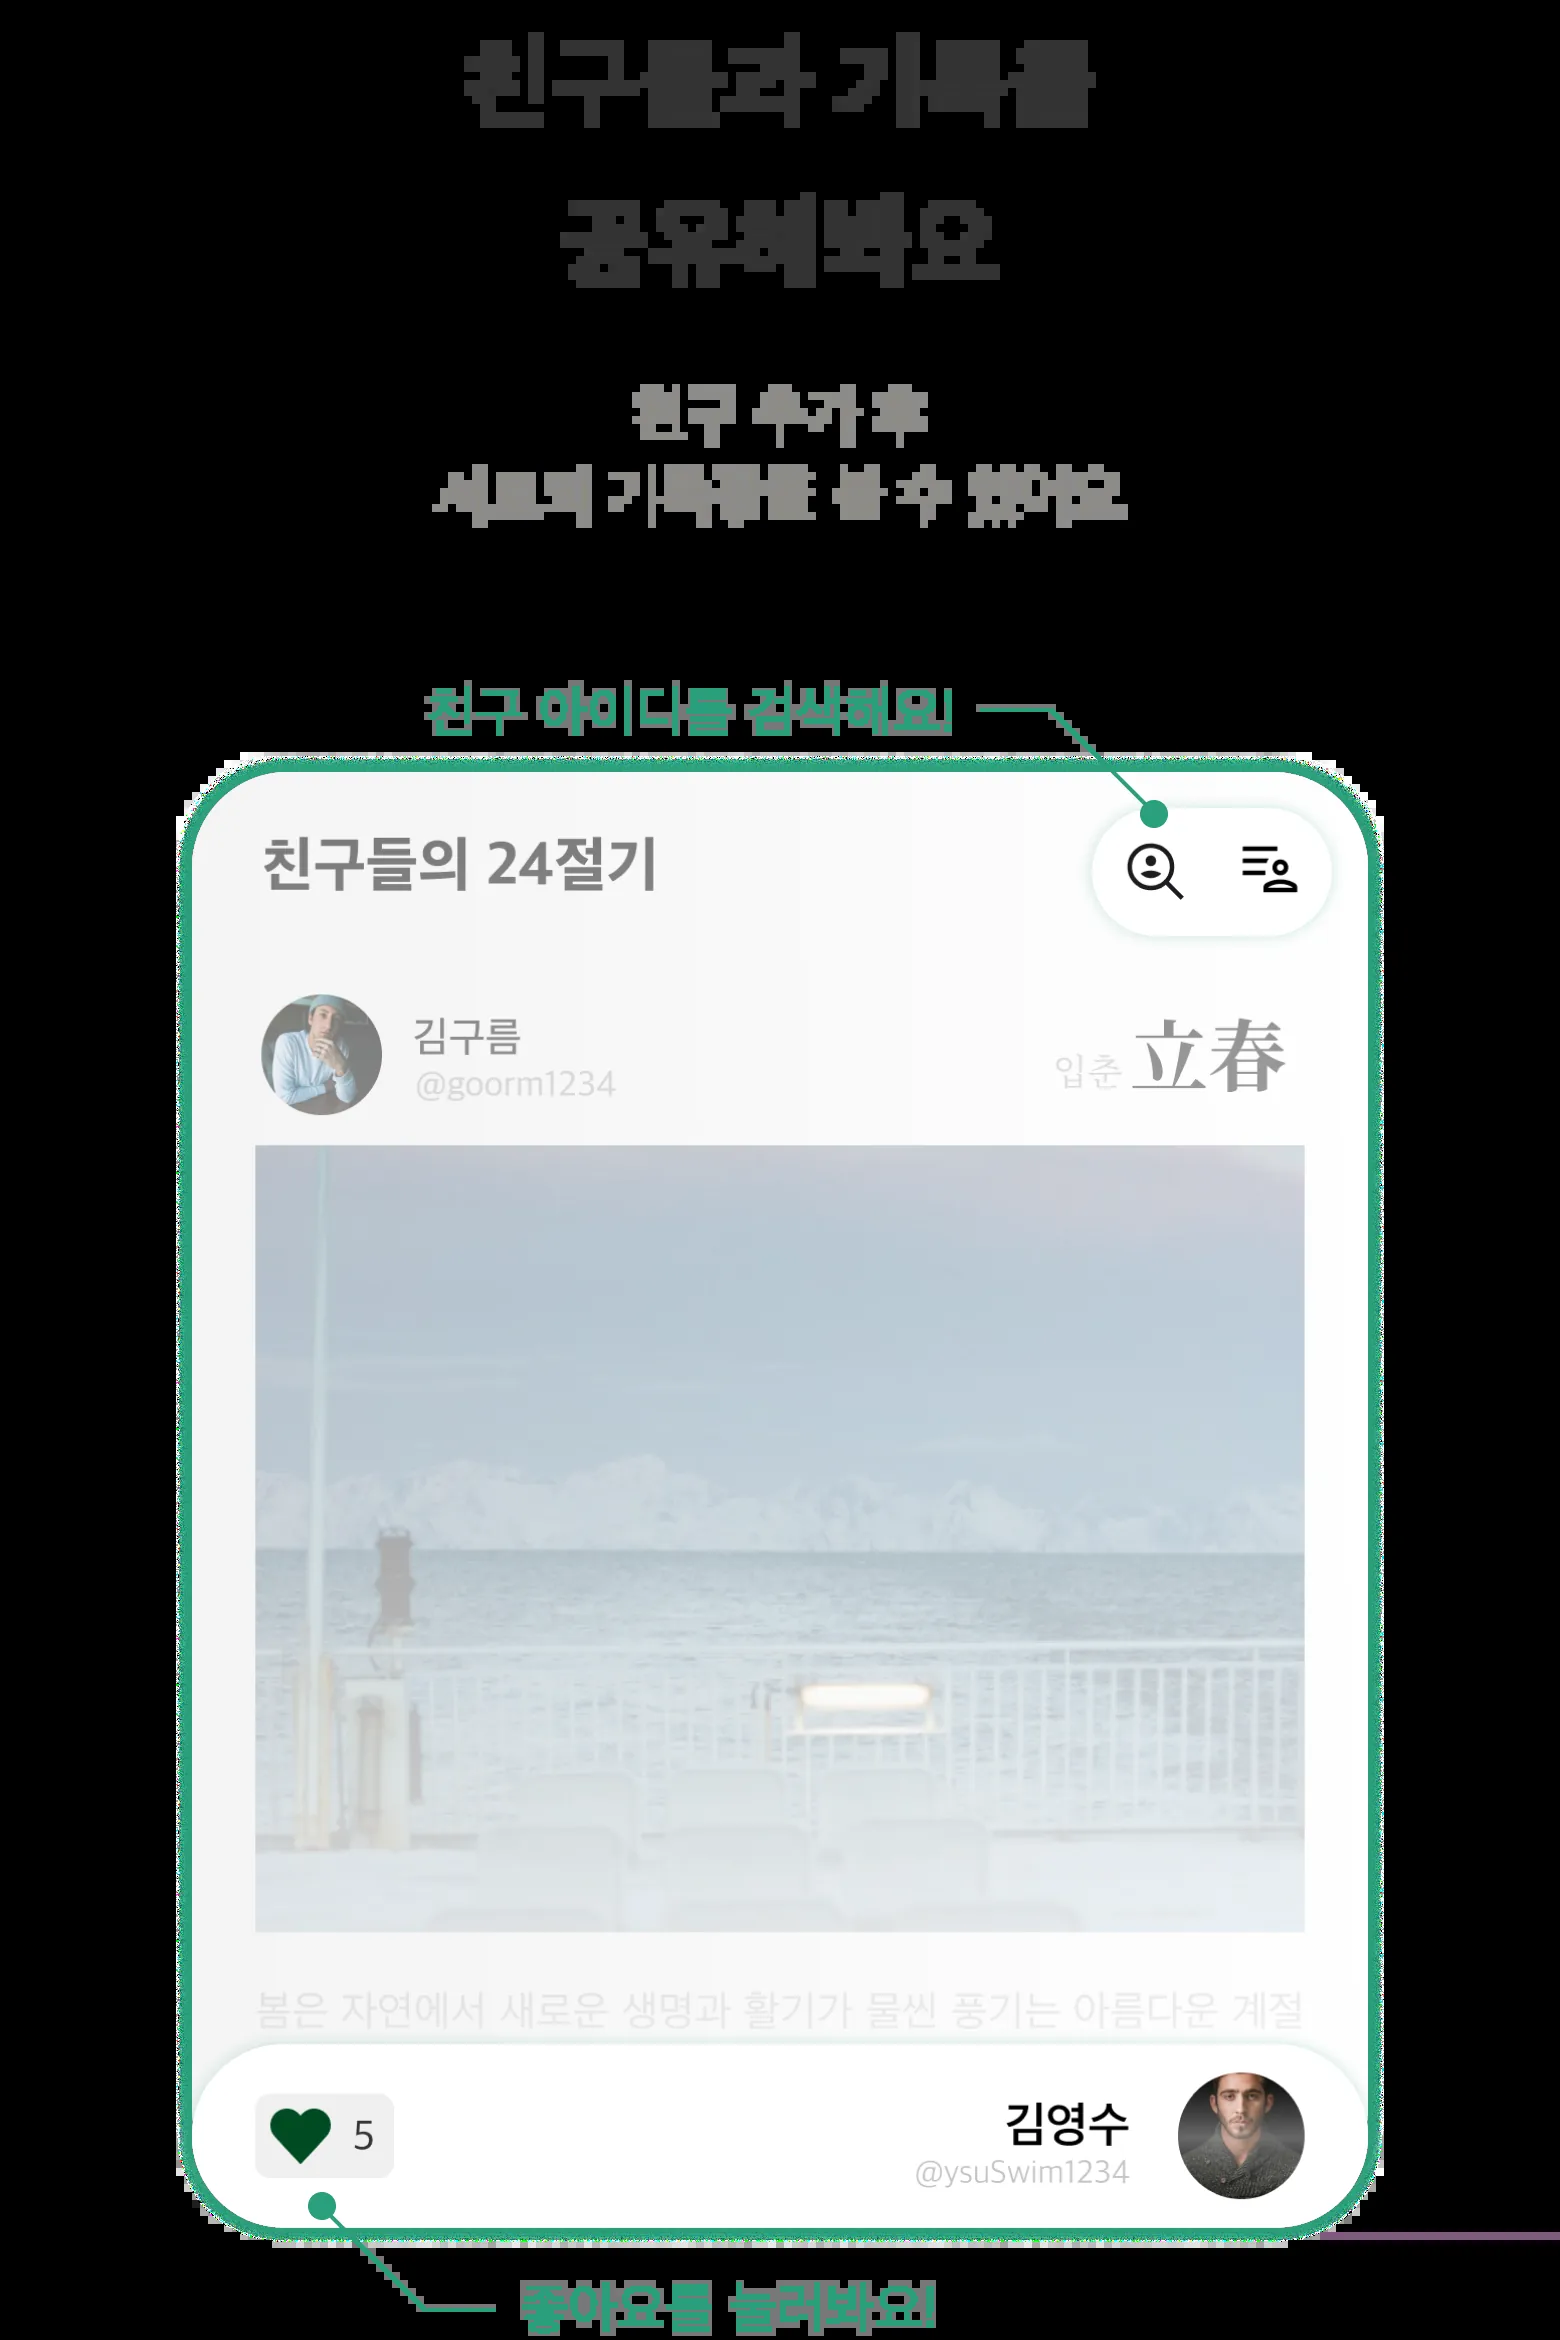 친구들과 기록을
공유해봐요
친구 추가 후
서로의 기록장을 볼 수 있어요
친구 아이디를 검색해요!
친구들의 24절기
김구름
@goorm1234
입춘 立春
봄은 자연에서 새로운 생명과 활기가 물씬 풍기는 아름다운 계절
5
김영수
@ysuSwim1234
좋아요를 눌러봐요!